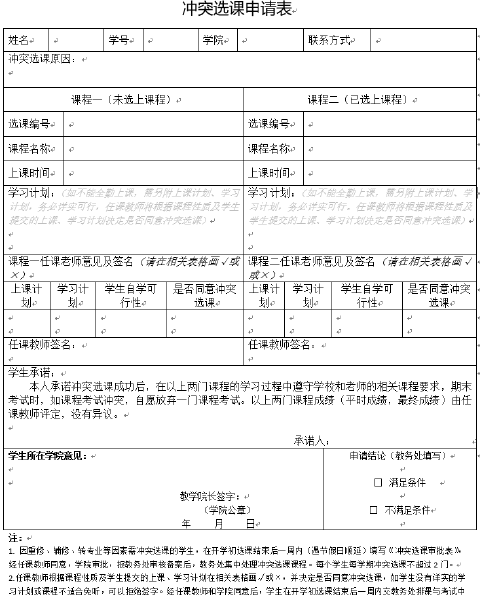 冲突选课申请表
姓名 学号 学院 联系方式
冲突选课原因：
课程一（未选上课程） 课程二（已选上课程）
选课编号 选课编号
课程名称 课程名称
上课时间 上课时间
学习计划：（如不能全勤上课，需另附上课计划、学习计划，务必详实可行，任课教师将根据课程性质及学生提交的上课、学习计划决定是否同意冲突选课） 学习计划：（如不能全勤上课，需另附上课计划、学习计划，务必详实可行，任课教师将根据课程性质及学生提交的上课、学习计划决定是否同意冲突选课）
课程一任课老师意见及签名（请在相关表格画√或×） 课程二任课老师意见及签名（请在相关表格画√或×）
上课计划 学习计划 学生自学可行性 是否同意冲突选课 上课计划 学习计划 学生自学可行性 是否同意冲突选课
任课教师签名： 任课教师签名：
学生承诺：
本人承诺冲突选课成功后，在以上两门课程的学习过程中遵守学校和老师的相关课程要求，期末
考试时，如课程考试冲突，自愿放弃一门课程考试。以上两门课程成绩（平时成绩、最终成绩）由任
课教师评定，没有异议。
承诺人：
学生所在学院意见： 申请结论（教务处填写）
□ 满足条件
教学院长签字：
（学院公章） □ 不满足条件
年 月 日
注：
1. 因重修、辅修、转专业等因素需冲突选课的学生，在开学初选课结束后一周内（遇节假日顺延）填写《冲突选课审批表》，
经任课教师同意，学院审核，报教务处审核备案后，教务处集中处理冲突选课课程。每个学生每学期冲突选课不超过2门。
2.任课教师根据课程性质及学生提交的上课、学习计划在相关表格画√或×，并决定是否同意冲突选课，如学生没有详实的学
习计划或课程不适合免听，可以拒绝签字。经任课教师和学院同意后，学生在开学初选课结束后一周内交教务处排课与考试中